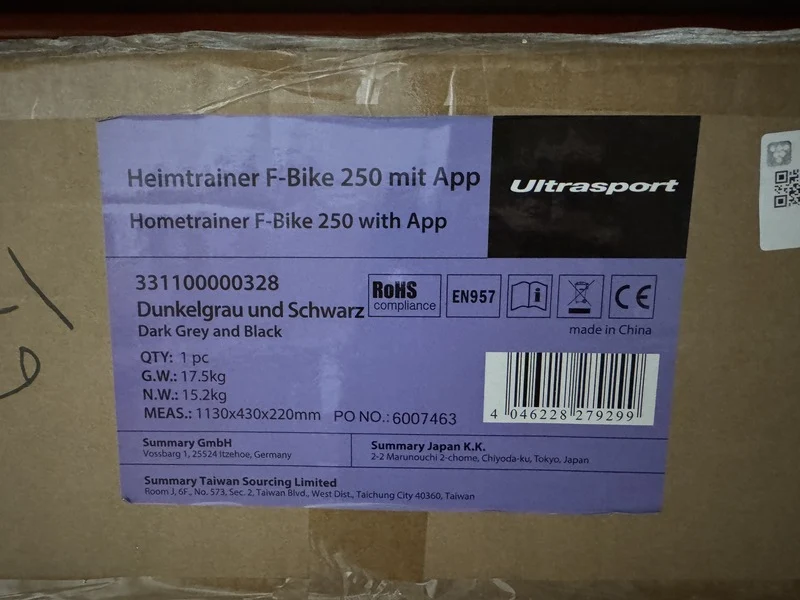 Heimtrainer F-Bike 250 mit App
Ultrasport
Hometrainer F-Bike 250 with App
331100000328
Dunkelgrau und Schwarz
Dark Grey and Black
RoHS
compliance
EN957
i
CE
made in China
QTY: 1 pc
G.W.: 17.5kg
N.W.: 15.2kg
MEAS.: 1130x430x220mm PO NO.: 6007463
4 046228 279299
Summary GmbH
Vossbarg 1, 25524 Itzehoe, Germany
Summary Japan K.K.
2-2 Marunouchi 2-chome, Chiyoda-ku, Tokyo, Japan
Summary Taiwan Sourcing Limited
Room J, 6F., No. 573, Sec. 2, Taiwan Blvd., West Dist., Taichung City 40360, Taiwan